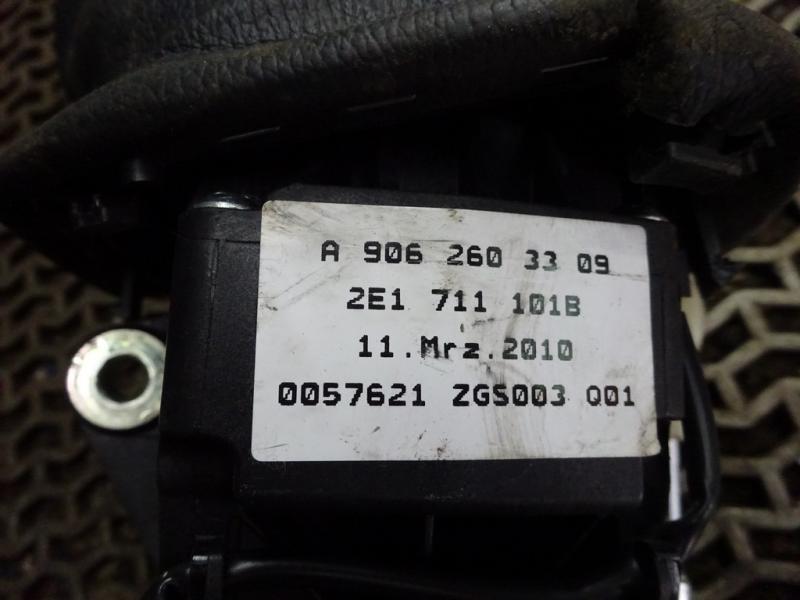 A 906 260 33 09
2E1 711 101B
11.Mrz.2010
0057621 ZGS003 Q01